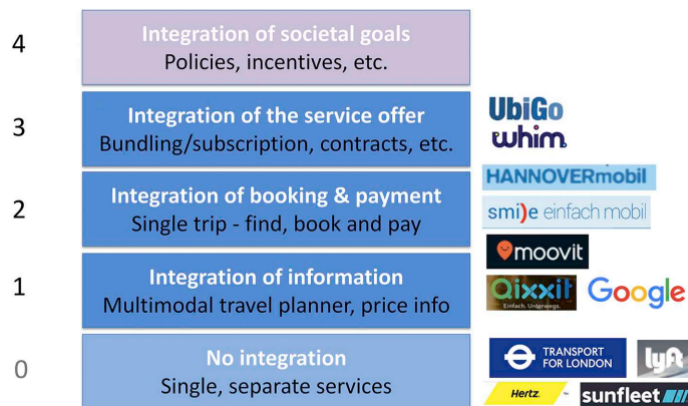 4
Integration of societal goals
Policies, incentives, etc.
3
Integration of the service offer
Bundling/subscription, contracts, etc.
UbiGo
whim
2
Integration of booking & payment
Single trip - find, book and pay
HANNOVERmobil
smi)e einfach mobil
1
Integration of information
Multimodal travel planner, price info
moovit
Qixxit
Einfach. Unterwegs.
Google
0
No integration
Single, separate services
TRANSPORT
FOR LONDON
lyft
Hertz
sunfleet